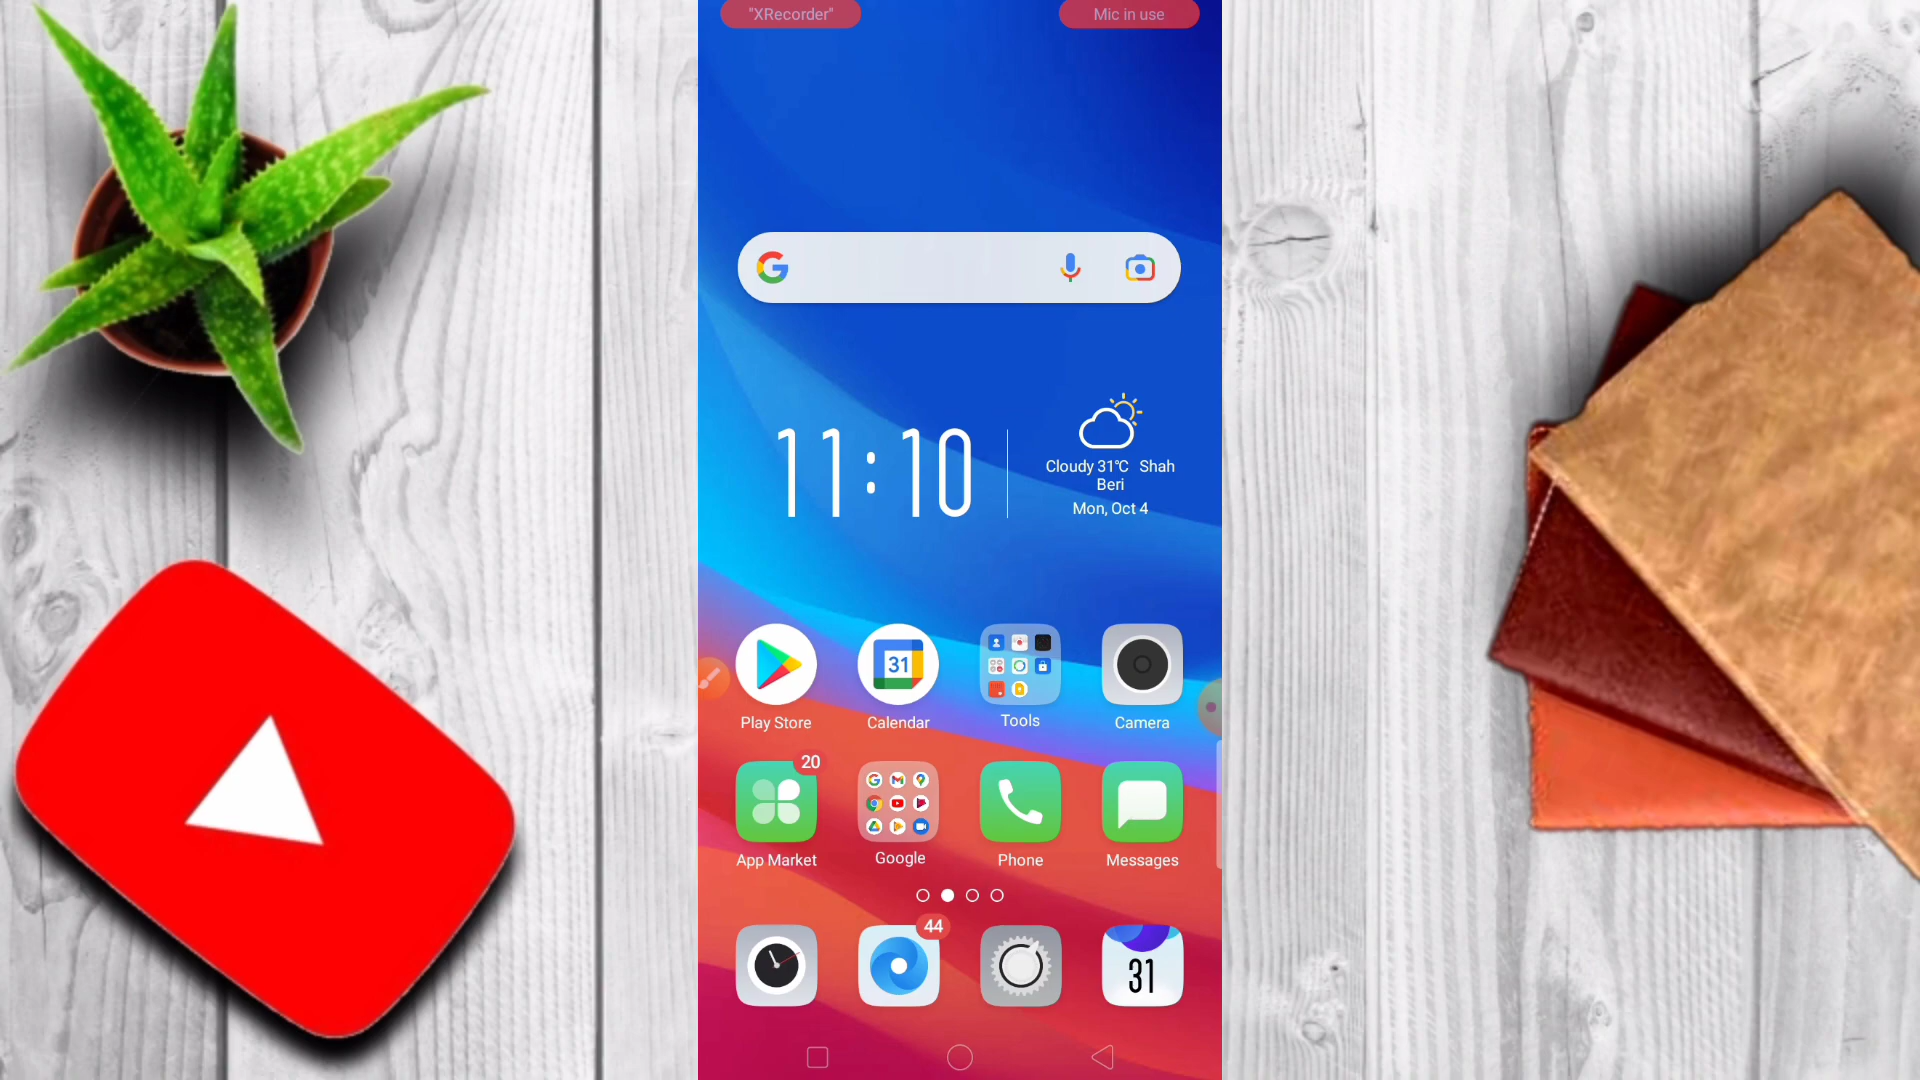 "XRecorder" Mic in use
11:10
Cloudy 31℃ Shah
Beri
Mon, Oct 4
31
Play Store Calendar Tools Camera
20
App Market Google Phone Messages
44
31